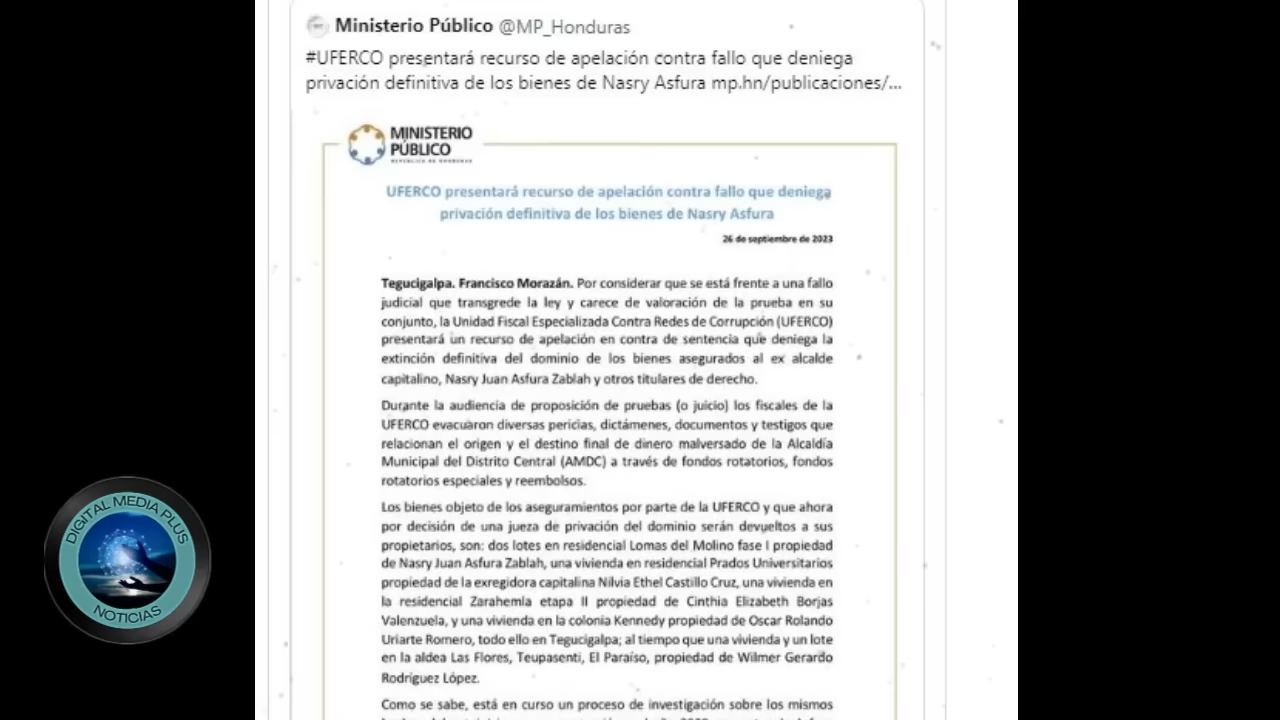 Ministerio Público @MP_Honduras
#UFERCO presentará recurso de apelación contra fallo que deniega
privación definitiva de los bienes de Nasry Asfura mp.hn/publicaciones/...
MINISTERIO
PÚBLICO
REPÚBLICA DE HONDURAS
UFERCO presentará recurso de apelación contra fallo que deniega
privación definitiva de los bienes de Nasry Asfura
26 de septiembre de 2023
Tegucigalpa. Francisco Morazán. Por considerar que se está frente a una fallo
judicial que transgrede la ley y carece de valoración de la prueba en su
conjunto, la Unidad Fiscal Especializada Contra Redes de Corrupción (UFERCO)
presentará un recurso de apelación en contra de sentencia que deniega la
extinción definitiva del dominio de los bienes asegurados al ex alcalde
capitalino, Nasry Juan Asfura Zablah y otros titulares de derecho.
Durante la audiencia de proposición de pruebas (o juicio) los fiscales de la
UFERCO evacuaron diversas pericias, dictámenes, documentos y testigos que
relacionan el origen y el destino final de dinero malversado de la Alcaldía
Municipal del Distrito Central (AMDC) a través de fondos rotatorios, fondos
rotatorios especiales y reembolsos.
Los bienes objeto de los aseguramientos por parte de la UFERCO y que ahora
por decisión de una jueza de privación del dominio serán devueltos a sus
propietarios, son: dos lotes en residencial Lomas del Molino fase I propiedad
de Nasry Juan Asfura Zablah, una vivienda en residencial Prados Universitarios
propiedad de la exregidora capitalina Nilvia Ethel Castillo Cruz, una vivienda en
la residencial Zarahemla etapa II propiedad de Cinthia Elizabeth Borjas
Valenzuela, y una vivienda en la colonia Kennedy propiedad de Oscar Rolando
Uriarte Romero, todo ello en Tegucigalpa; al tiempo que una vivienda y un lote
en la aldea Las Flores, Teupasenti, El Paraíso, propiedad de Wilmer Gerardo
Rodríguez López.
Como se sabe, está en curso un proceso de investigación sobre los mismos
DIGITAL MEDIA PLUS
NOTICIAS